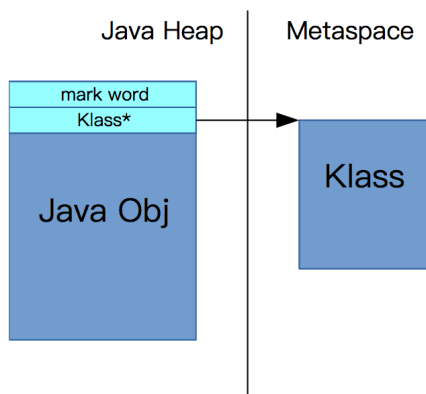 Java Heap
Metaspace
mark word
Klass*
Java Obj
Klass